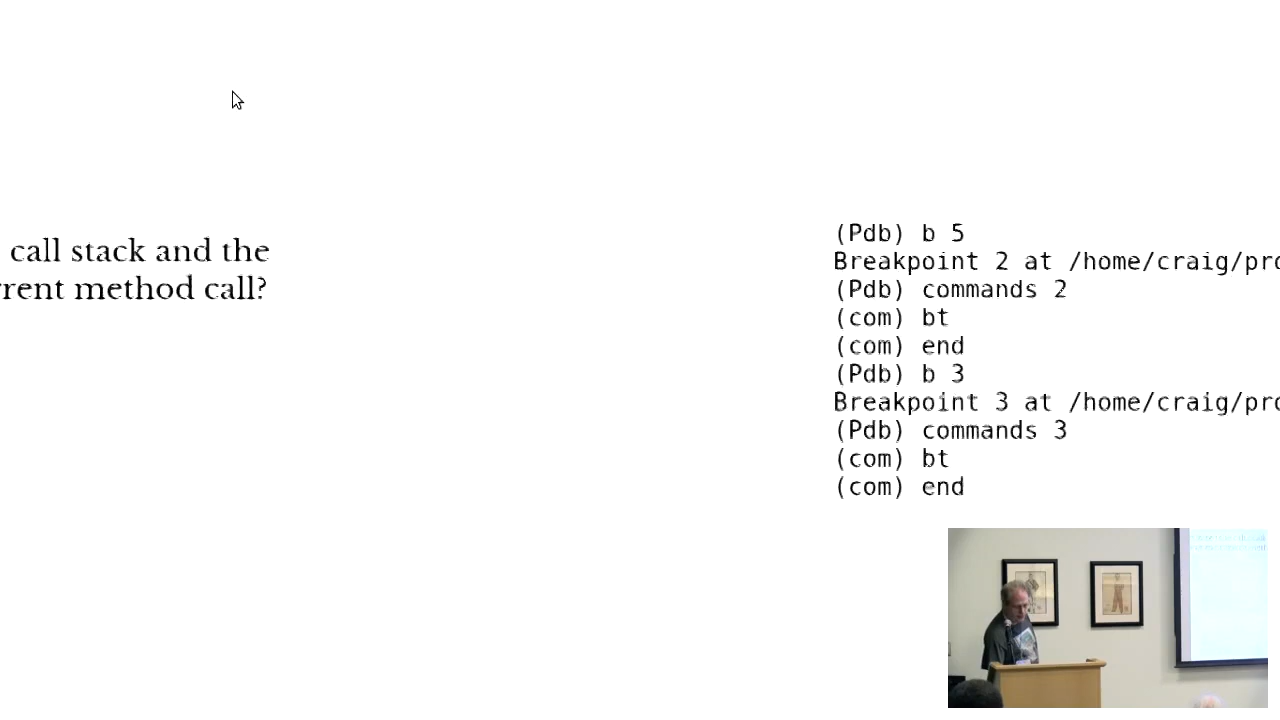 call stack and the
rrent method call?
(Pdb) b 5
Breakpoint 2 at /home/craig/pro
(Pdb) commands 2
(com) bt
(com) end
(Pdb) b 3
Breakpoint 3 at /home/craig/pro
(Pdb) commands 3
(com) bt
(com) end